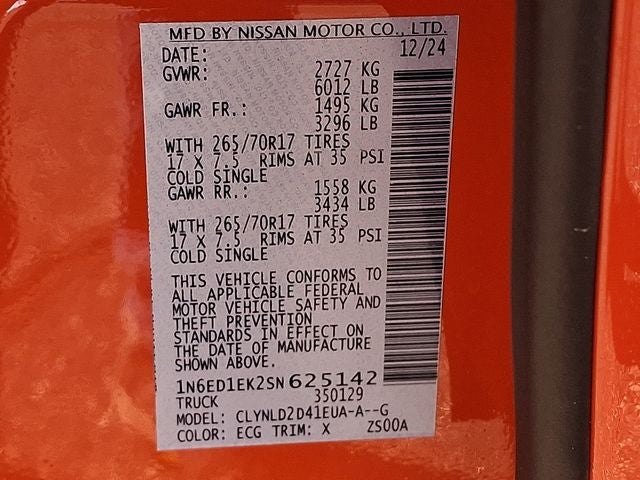 MFD BY NISSAN MOTOR CO., LTD.
DATE: 12/24
GVWR: 2727 KG
6012 LB
GAWR FR.: 1495 KG
3296 LB
WITH 265/70R17 TIRES
17 X 7.5 RIMS AT 35 PSI
COLD SINGLE
GAWR RR.: 1558 KG
3434 LB
WITH 265/70R17 TIRES
17 X 7.5 RIMS AT 35 PSI
COLD SINGLE
THIS VEHICLE CONFORMS TO
ALL APPLICABLE FEDERAL
MOTOR VEHICLE SAFETY AND
THEFT PREVENTION
STANDARDS IN EFFECT ON
THE DATE OF MANUFACTURE
SHOWN ABOVE.
1N6ED1EK2SN625142
TRUCK 350129
MODEL: CLYNLD2D41EUA-A--G
COLOR: ECG TRIM: X ZS00A